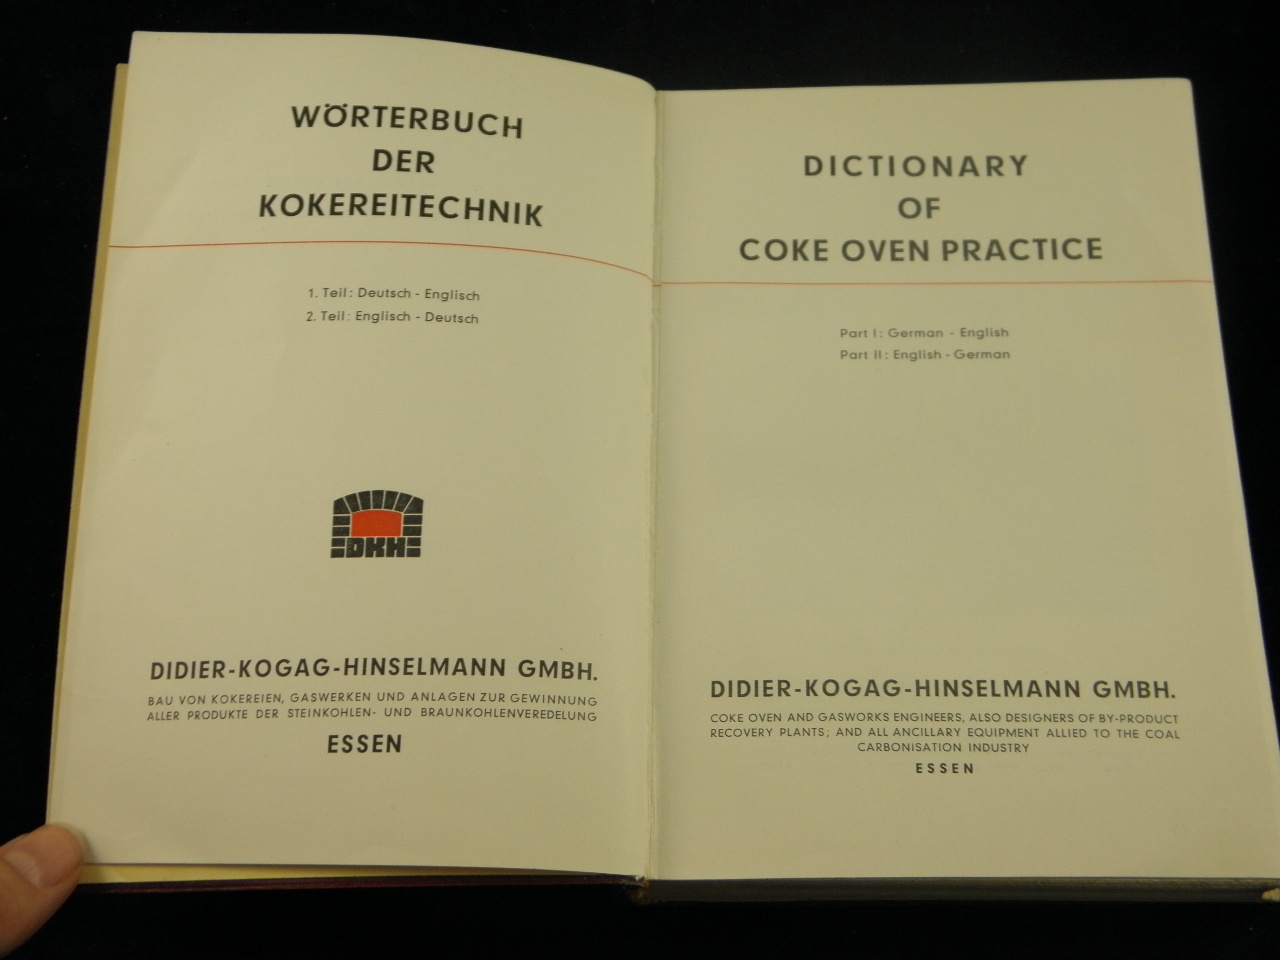 WÖRTERBUCH
DER
KOKEREITECHNIK
1. Teil: Deutsch - Englisch
2. Teil: Englisch - Deutsch
DKH
DIDIER-KOGAG-HINSELMANN GMBH.
BAU VON KOKEREIEN, GASWERKEN UND ANLAGEN ZUR GEWINNUNG
ALLER PRODUKTE DER STEINKOHLEN- UND BRAUNKOHLENVEREDELUNG
ESSEN
DICTIONARY
OF
COKE OVEN PRACTICE
Part I: German - English
Part II: English - German
DIDIER-KOGAG-HINSELMANN GMBH.
COKE OVEN AND GASWORKS ENGINEERS, ALSO DESIGNERS OF BY-PRODUCT
RECOVERY PLANTS; AND ALL ANCILLARY EQUIPMENT ALLIED TO THE COAL
CARBONISATION INDUSTRY
ESSEN